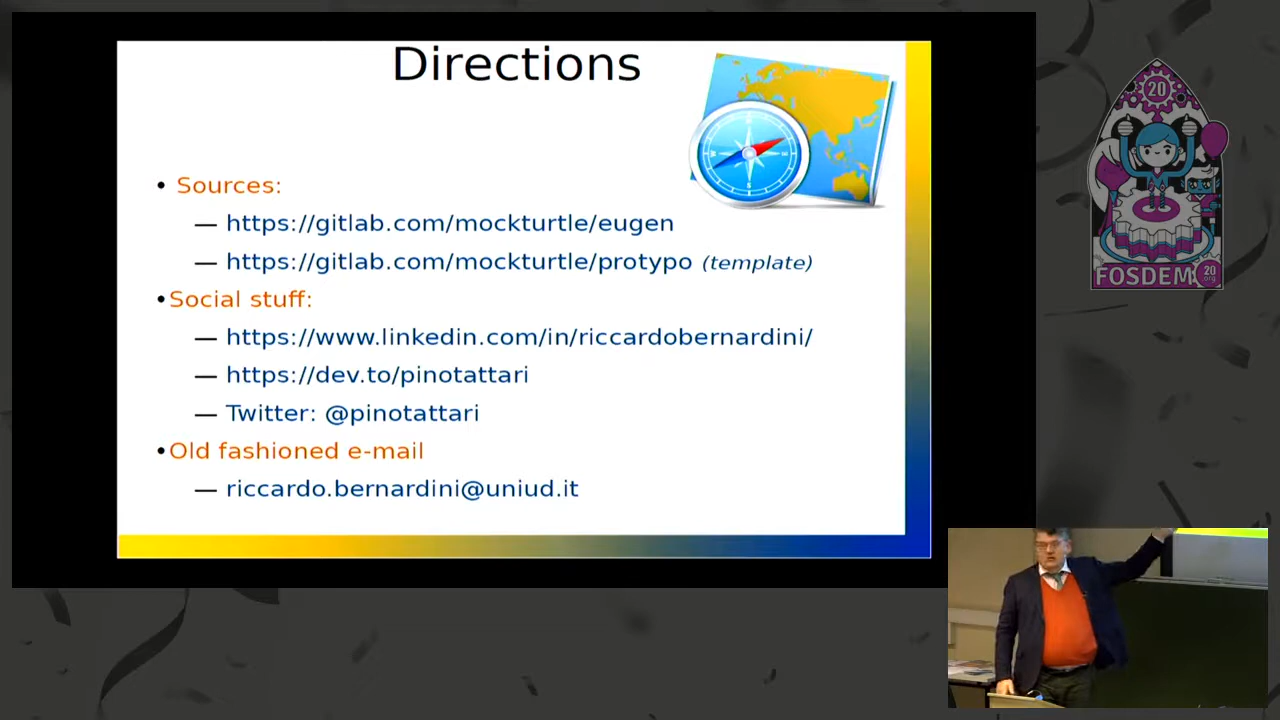 Directions
• Sources:
— https://gitlab.com/mockturtle/eugen
— https://gitlab.com/mockturtle/protypo (template)
• Social stuff:
— https://www.linkedin.com/in/riccardobernardini/
— https://dev.to/pinotattari
— Twitter: @pinotattari
• Old fashioned e-mail
— riccardo.bernardini@uniud.it
20
FOSDEM
20
.org